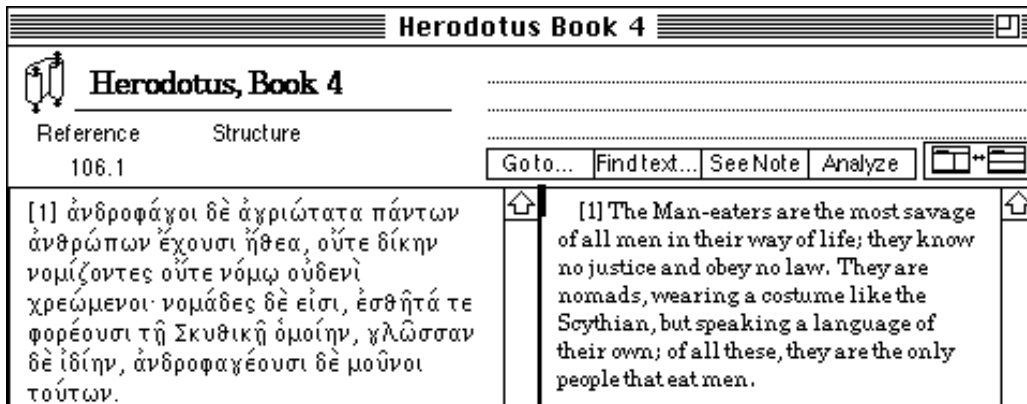 Herodotus Book 4
Herodotus, Book 4
Reference Structure
106.1
Go to... Find text... See Note Analyze
[1] ἀνδροφάγοι δὲ ἀγριώτατα πάντων
ἀνθρώπων ἔχουσι ἤθεα, οὔτε δίκην
νομίζοντες οὔτε νόμῳ οὐδενὶ
χρεώμενοι· νομάδες δὲ εἰσι, ἐσθῆτά τε
φορέουσι τῇ Σκυθικῇ ὁμοίην, γλῶσσαν
δὲ ἰδίην, ἀνδροφαγέουσι δὲ μοῦνοι
τούτων.
[1] The Man-eaters are the most savage
of all men in their way of life; they know
no justice and obey no law. They are
nomads, wearing a costume like the
Scythian, but speaking a language of
their own; of all these, they are the only
people that eat men.